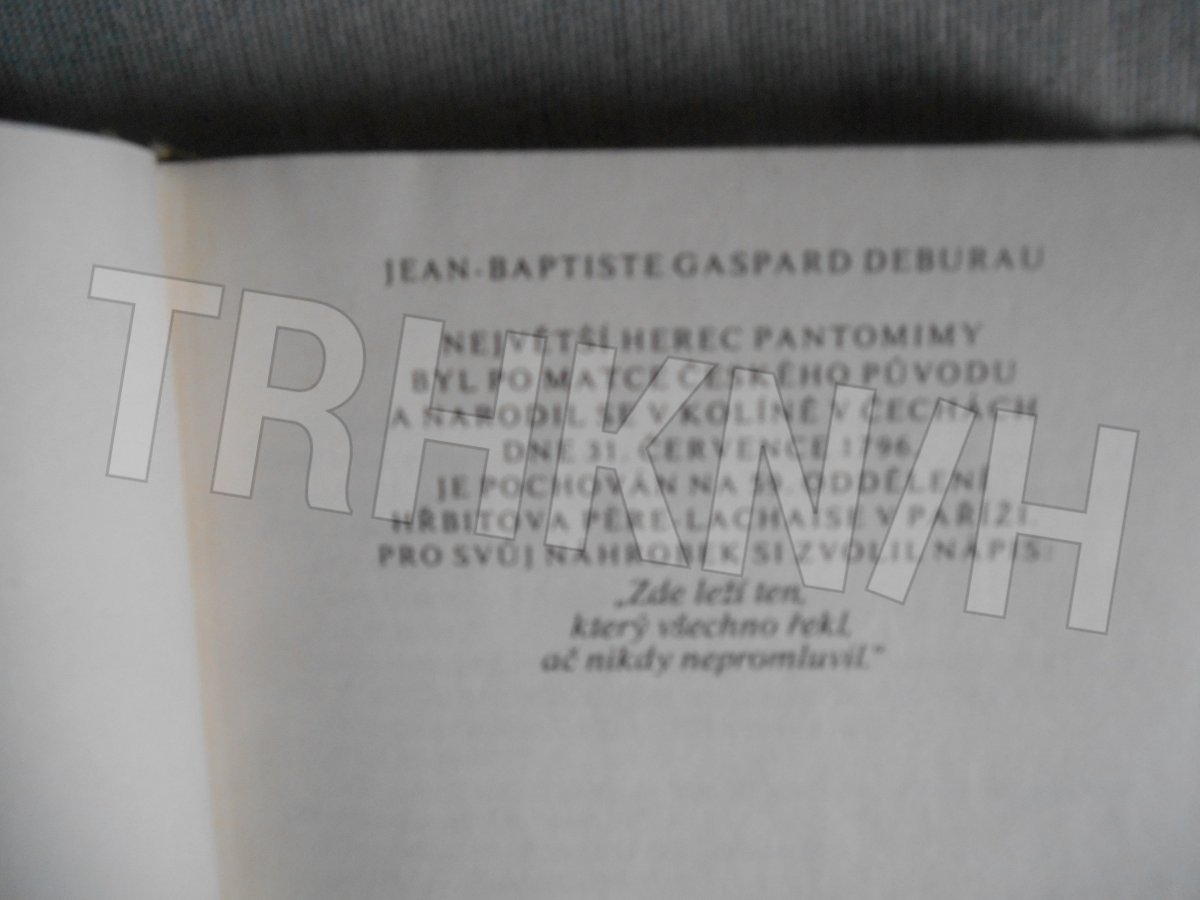 JEAN-BAPTISTE GASPARD DEBURAU
NEJVĚTŠÍ HEREC PANTOMIMY
BYL PO MATCE ČESKÉHO PŮVODU
A NARODIL SE V KOLÍNĚ V ČECHÁCH
DNE 31. ČERVENCE 1796.
JE POCHOVÁN NA 59. ODDĚLENÍ
HŘBITOVA PÈRE-LACHAISE V PAŘÍŽI.
PRO SVŮJ NÁHROBEK SI ZVOLIL NÁPIS:
„Zde leží ten,
který všechno řekl,
ač nikdy nepromluvil."
TRHKNIH